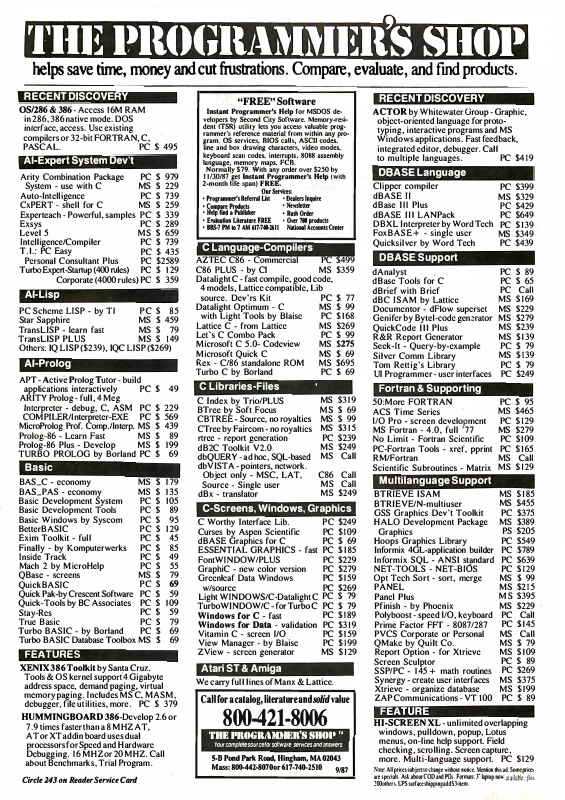 THE PROGRAMMER'S SHOP
helps save time, money and cut frustrations. Compare, evaluate, and find products.
RECENT DISCOVERY
OS/286 & 386 - Access 16M RAM
in 286,386 native mode. DOS
interface, access. Use existing
compilers or 32-bit FORTRAN, C,
PASCAL. PC $ 495
AI-Expert System Dev't
Arity Combination Package PC $ 979
System - use with C MS $ 229
Auto-Intelligence PC $ 739
CxPERT - shell for C MS $ 259
Experteach - Powerful, samples PC $ 339
Exsys PC $ 289
Level 5 MS $ 659
Intelligence/Compiler PC $ 739
T.I.: PC Easy PC $ 435
Personal Consultant Plus PC $2589
Turbo Expert-Startup (400 rules) PC $ 129
Corporate (4000 rules) PC $ 359
AI-Lisp
PC Scheme LISP - by TI PC $ 85
Star Sapphire MS $ 459
TransLISP - learn fast MS $ 79
TransLISP PLUS MS $ 149
Others: IQ LISP ($239), IQC LISP ($269)
AI-Prolog
APT - Active Prolog Tutor - build
applications interactively PC $ 49
ARITY Prolog - full, 4 Meg
Interpreter - debug, C, ASM PC $ 229
COMPILER/Interpreter-EXE PC $ 569
MicroProlog Prof. Comp./Interp. MS $ 439
Prolog-86 - Learn Fast MS $ 89
Prolog-86 Plus - Develop MS $ 199
TURBO PROLOG by Borland PC $ 69
Basic
BAS_C - economy MS $ 179
BAS_PAS - economy MS $ 135
Basic Development System PC $ 105
Basic Development Tools PC $ 89
Basic Windows by Syscom PC $ 95
BetterBASIC PC $ 129
Exim Toolkit - full PC $ 45
Finally - by Komputerwerks PC $ 85
Inside Track PC $ 49
Mach 2 by MicroHelp PC $ 55
QBase - screens MS $ 79
QuickBASIC PC $ 69
Quick Pak-by Crescent Software PC $ 59
Quick-Tools by BC Associates PC $ 109
Stay-Res PC $ 59
True Basic PC $ 79
Turbo BASIC - by Borland PC $ 69
Turbo BASIC Database Toolbox MS $ 69
FEATURES
XENIX 386 Toolkit by Santa Cruz.
Tools & OS kernel support 4 Gigabyte
address space, demand paging, virtual
memory paging. Includes MS C, MASM,
debugger, file utilities, more. PC $ 379
HUMMINGBOARD 386-Develop 2.6 or
7.9 times faster than a 8 MHZ AT,
AT or XT addin board uses dual
processors for Speed and Hardware
Debugging. 16 MHZ or 20 MHZ. Call
about Benchmarks, Trial Program.
Circle 243 on Reader Service Card
"FREE" Software
Instant Programmer's Help for MSDOS de-
velopers by Second City Software. Memory-resi-
dent (TSR) utility lets you access valuable prog-
rammer's reference material from within any pro-
gram. OS services, BIOS calls, ASCII codes,
line and box drawing characters, video modes,
keyboard scan codes, interrupts, 8088 assembly
language, memory maps, FCB.
Normally $79. With any order over $250 by
11/30/87 get Instant Programmer's Help (with
2-month life span) FREE.
Our Services:
• Programmer's Referral List • Dealers Inquire
• Compare Products • Newsletter
• Help find a Publisher • Rush Order
• Evaluation Literature FREE • Over 700 products
• BBS-7 PM to 7 AM 617-740-2611 National Accounts Center
C Language-Compilers
AZTEC C86 - Commercial PC $499
C86 PLUS - by CI MS $359
Datalight C - fast compile, good code,
4 models, Lattice compatible, Lib
source. Dev'rs Kit PC $ 77
Datalight Optimum - C MS $ 99
with Light Tools by Blaise PC $168
Lattice C - from Lattice MS $269
Let's C Combo Pack PC $ 99
Microsoft C 5.0- Codeview MS $275
Microsoft Quick C MS $ 69
Rex - C/86 standalone ROM MS $695
Turbo C by Borland PC $ 69
C Libraries-Files
C Index by Trio/PLUS MS $319
BTree by Soft Focus MS $ 69
CBTREE - Source, no royalties MS $ 99
CTree by Faircom - no royalties MS $315
rtree - report generation PC $239
dB2C Toolkit V2.0 MS $249
dbQUERY - ad hoc, SQL-based MS Call
dbVISTA - pointers, network.
Object only - MSC, LAT, C86 Call
Source - Single user MS Call
dBx - translator MS $249
C-Screens, Windows, Graphics
C Worthy Interface Lib. PC $249
Curses by Aspen Scientific PC $109
dBASE Graphics for C PC $ 69
ESSENTIAL GRAPHICS - fast PC $185
FontWINDOW/PLUS PC $229
GraphiC - new color version PC $279
Greenleaf Data Windows PC $159
w/source PC $269
Light WINDOWS/C-Datalight C PC $ 79
TurboWINDOW/C - for Turbo C PC $ 79
Windows for C - fast PC $189
Windows for Data - validation PC $319
Vitamin C - screen I/O PC $159
View Manager - by Blaise PC $199
ZView - screen generator MS $129
Atari ST & Amiga
We carry full lines of Manx & Lattice.
Call for a catalog, literature and solid value
800-421-8006
THE PROGRAMMER'S SHOP ™
Your complete source for software, services and answers
5-B Pond Park Road, Hingham, MA 02043
Mass: 800-442-8070 or 617-740-2510 9/87
RECENT DISCOVERY
ACTOR by Whitewater Group - Graphic,
object-oriented language for proto-
typing, interactive programs and MS
Windows applications. Fast feedback,
integrated editor, debugger. Call
to multiple languages. PC $419
DBASE Language
Clipper compiler PC $399
dBASE II MS $329
dBase III Plus PC $429
dBASE III LANPack PC $649
DBXL Interpreter by Word Tech PC $139
FoxBASE+ - single user MS $349
Quicksilver by Word Tech PC $439
DBASE Support
dAnalyst PC $ 89
dBase Tools for C PC $ 65
dBrief with Brief PC Call
dBC ISAM by Lattice MS $169
Documentor - dFlow superset MS $229
Genifer by Bytel-code generator MS $279
QuickCode III Plus MS $239
R&R Report Generator MS $139
Seek-It - Query-by-example PC $ 79
Silver Comm Library MS $139
Tom Rettig's Library PC $ 79
UI Programmer - user interfaces PC $249
Fortran & Supporting
50:More FORTRAN PC $ 95
ACS Time Series MS $465
I/O Pro - screen development PC $129
MS Fortran - 4.0, full '77 MS $279
No Limit - Fortran Scientific PC $109
PC-Fortran Tools - xref, pprint PC $165
RM/Fortran MS Call
Scientific Subroutines - Matrix MS $129
Multilanguage Support
BTRIEVE ISAM MS $185
BTRIEVE/N-multiuser MS $455
GSS Graphics Dev't Toolkit PC $375
HALO Development Package MS $389
Graphics PS $205
Hoops Graphics Library PC $549
Informix 4GL-application builder PC $789
Informix SQL - ANSI standard PC $639
NET-TOOLS - NET-BIOS PC $129
Opt Tech Sort - sort, merge MS $ 99
PANEL MS $215
Panel Plus MS $395
Pfinish - by Phoenix MS $229
Polyboost - speed I/O, keyboard PC Call
Prime Factor FFT - 8087/287 PC $145
PVCS Corporate or Personal MS Call
QMake by Quilt Co. MS $ 79
Report Option - for Xtrieve MS $109
Screen Sculptor PC $ 89
SSP/PC - 145 + math routines PC $269
Synergy - create user interfaces MS $375
Xtrieve - organize database MS $199
ZAP Communications - VT 100 PC $ 89
FEATURE
HI-SCREEN XL - unlimited overlapping
windows, pulldown, popup, Lotus
menus, on-line help support. Field
checking, scrolling. Screen capture,
more. Multi-language support. PC $129
Note: All prices subject to change without notice. Mention this ad. Some prices
are specials. Ask about COD and POs. Formats: 3" laptop now available, plus
200 others. UPS surface shipping add $3/item.